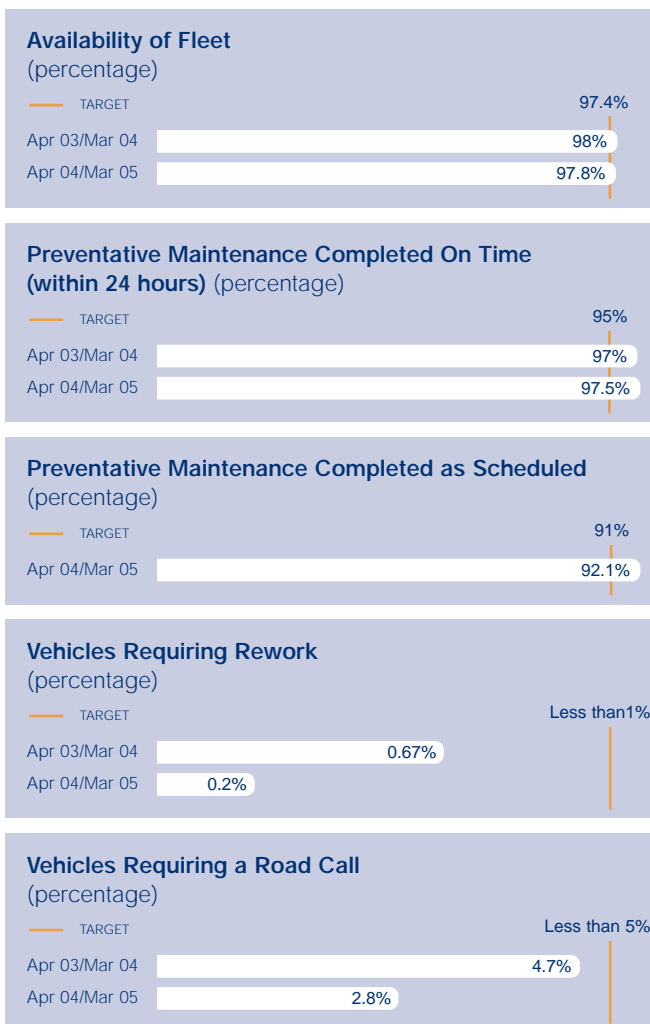 Availability of Fleet
(percentage)
TARGET 97.4%
Apr 03/Mar 04 98%
Apr 04/Mar 05 97.8%
Preventative Maintenance Completed On Time
(within 24 hours) (percentage)
TARGET 95%
Apr 03/Mar 04 97%
Apr 04/Mar 05 97.5%
Preventative Maintenance Completed as Scheduled
(percentage)
TARGET 91%
Apr 04/Mar 05 92.1%
Vehicles Requiring Rework
(percentage)
TARGET Less than1%
Apr 03/Mar 04 0.67%
Apr 04/Mar 05 0.2%
Vehicles Requiring a Road Call
(percentage)
TARGET Less than 5%
Apr 03/Mar 04 4.7%
Apr 04/Mar 05 2.8%